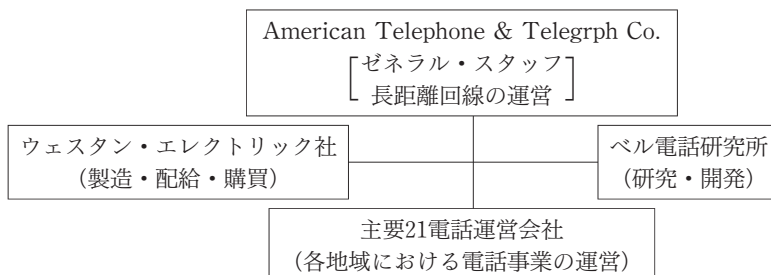 American Telephone & Telegrph Co.
ゼネラル・スタッフ
長距離回線の運営
ウェスタン・エレクトリック社
(製造・配給・購買)
ベル電話研究所
(研究・開発)
主要21電話運営会社
(各地域における電話事業の運営)